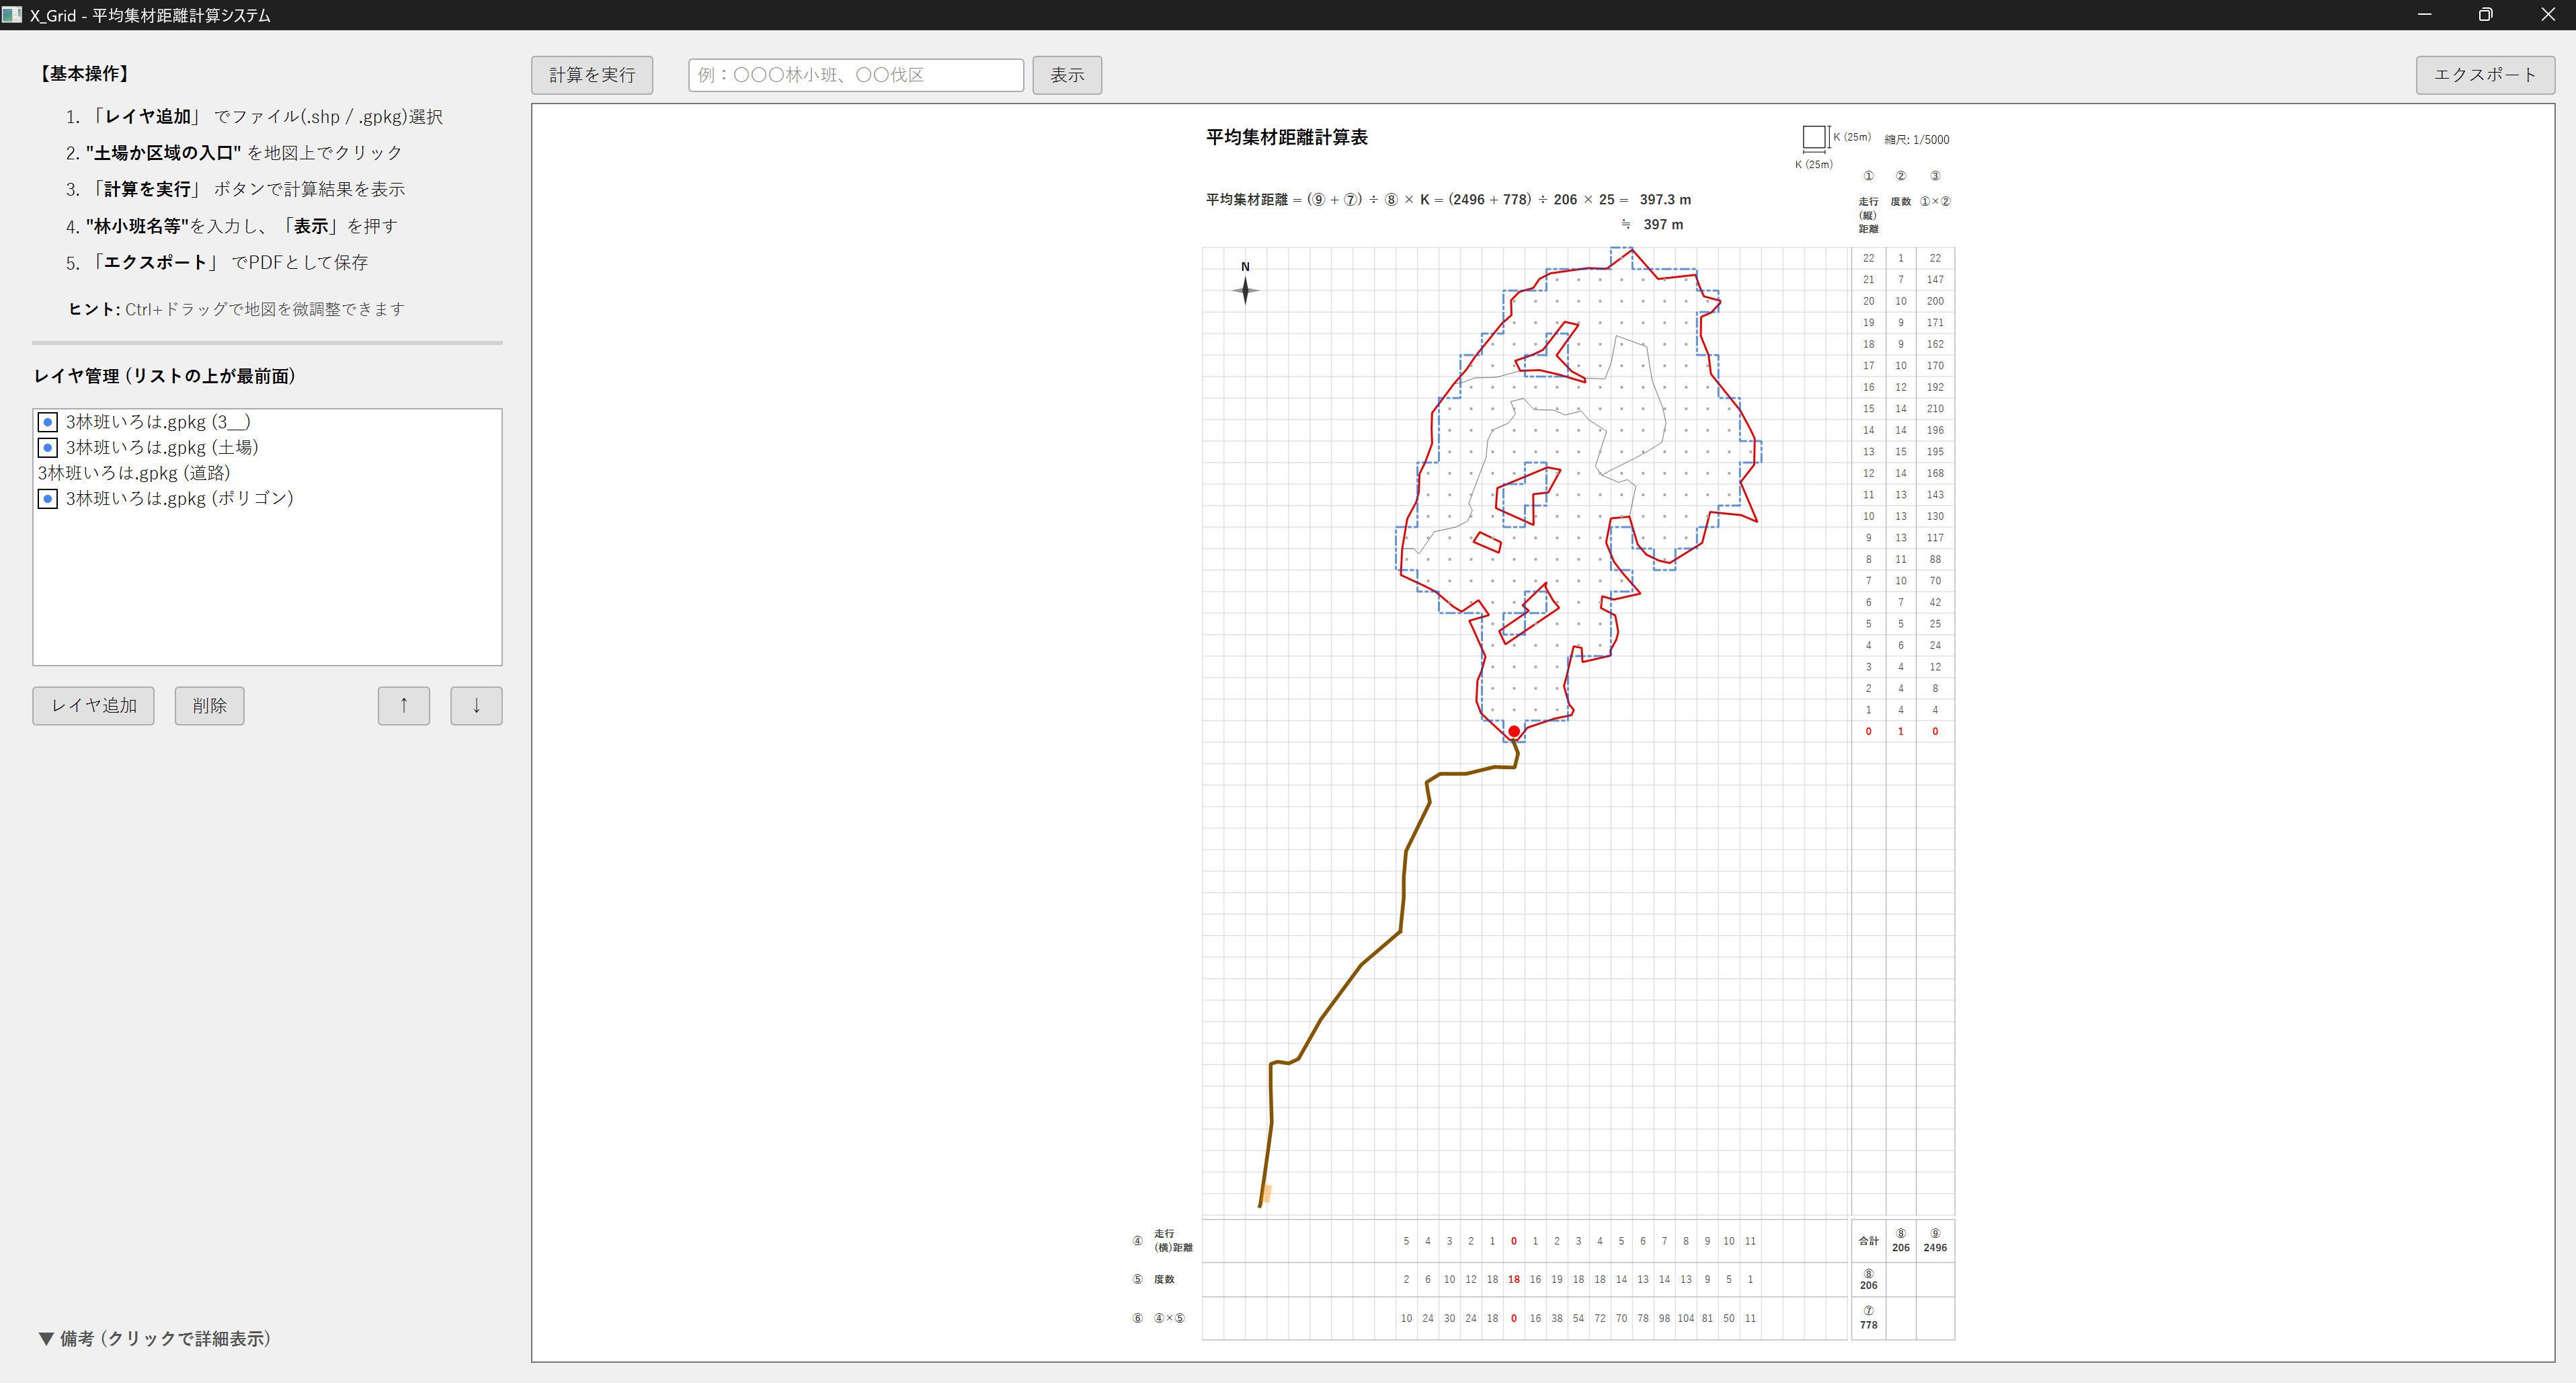 X_Grid - 平均集材距離計算システム
【基本操作】
1. 「レイヤ追加」 でファイル(.shp / .gpkg)選択
2. "土場か区域の入口" を地図上でクリック
3. 「計算を実行」 ボタンで計算結果を表示
4. "林小班名等"を入力し、「表示」を押す
5. 「エクスポート」 でPDFとして保存
ヒント: Ctrl+ドラッグで地図を微調整できます
レイヤ管理 (リストの上が最前面)
3林班いろは.gpkg (3__)
3林班いろは.gpkg (土場)
3林班いろは.gpkg (道路)
3林班いろは.gpkg (ポリゴン)
レイヤ追加 削除 ↑ ↓
▼ 備考 (クリックで詳細表示)
計算を実行 例：〇〇〇林小班、〇〇伐区 表示 エクスポート
平均集材距離計算表
K (25m) 縮尺: 1/5000
K (25m)
平均集材距離 = (⑨ + ⑦) ÷ ⑧ × K = (2496 + 778) ÷ 206 × 25 = 397.3 m
≒ 397 m
① ② ③
走行(縦)距離 度数 ①×②
N
22 1 22
21 7 147
20 10 200
19 9 171
18 9 162
17 10 170
16 12 192
15 14 210
14 14 196
13 15 195
12 14 168
11 13 143
10 13 130
9 13 117
8 11 88
7 10 70
6 7 42
5 5 25
4 6 24
3 4 12
2 4 8
1 4 4
0 1 0
④ 走行(横)距離 5 4 3 2 1 0 1 2 3 4 5 6 7 8 9 10 11 合計 ⑧ 206 ⑨ 2496
⑤ 度数 2 6 10 12 18 18 16 19 18 18 14 13 14 13 9 5 1 ⑧ 206
⑥ ④×⑤ 10 24 30 24 18 0 16 38 54 72 70 78 98 104 81 50 11 ⑦ 778